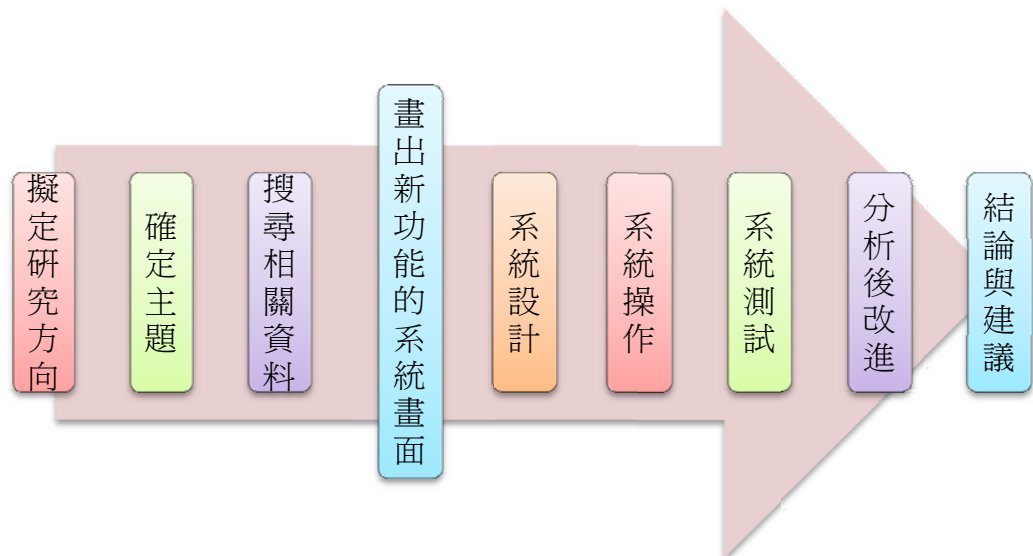 擬定研究方向
確定主題
搜尋相關資料
畫出新功能的系統畫面
系統設計
系統操作
系統測試
分析後改進
結論與建議